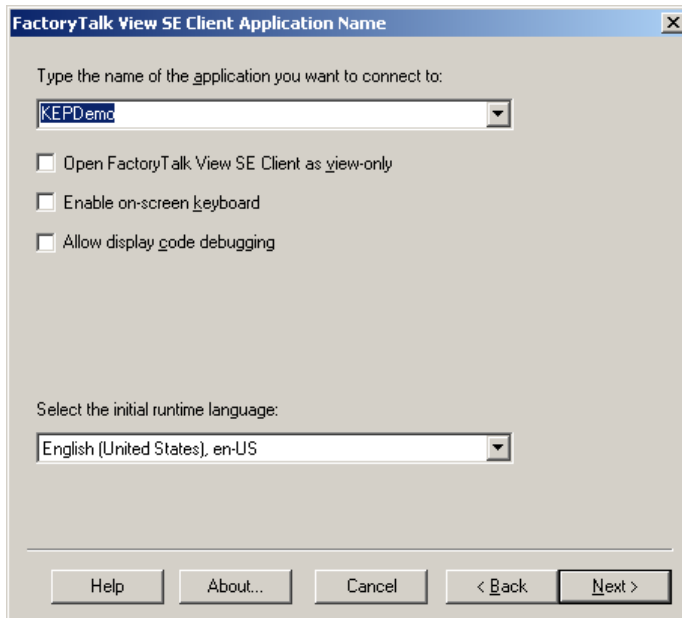 FactoryTalk View SE Client Application Name
Type the name of the application you want to connect to:
KEPDemo
Open FactoryTalk View SE Client as view-only
Enable on-screen keyboard
Allow display code debugging
Select the initial runtime language:
English (United States), en-US
Help About... Cancel < Back Next >